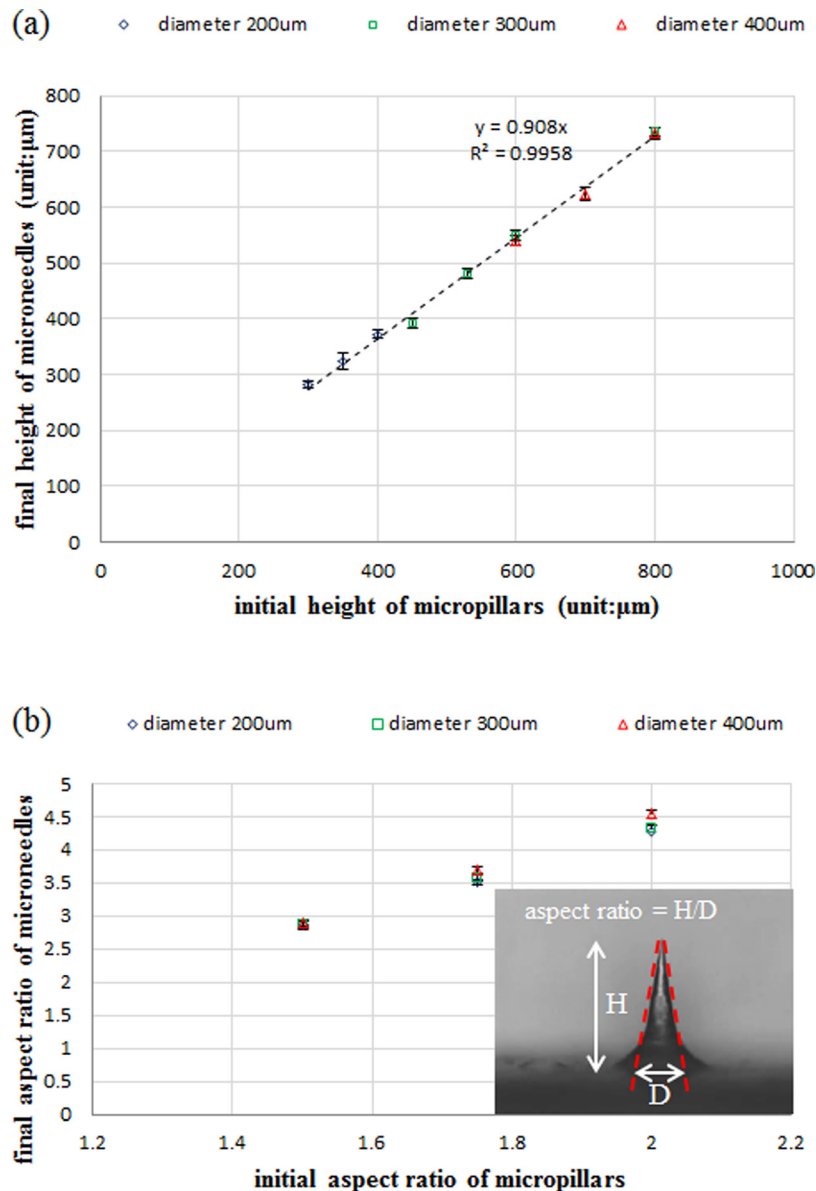 (a)
diameter 200um diameter 300um diameter 400um
final height of microneedles (unit:μm)
800
700
600
500
400
300
200
100
0
y = 0.908x
R² = 0.9958
0 200 400 600 800 1000
initial height of micropillars (unit:μm)
(b)
diameter 200um diameter 300um diameter 400um
final aspect ratio of microneedles
5
4.5
4
3.5
3
2.5
2
1.5
1
0.5
0
aspect ratio = H/D
H
D
1.2 1.4 1.6 1.8 2 2.2
initial aspect ratio of micropillars